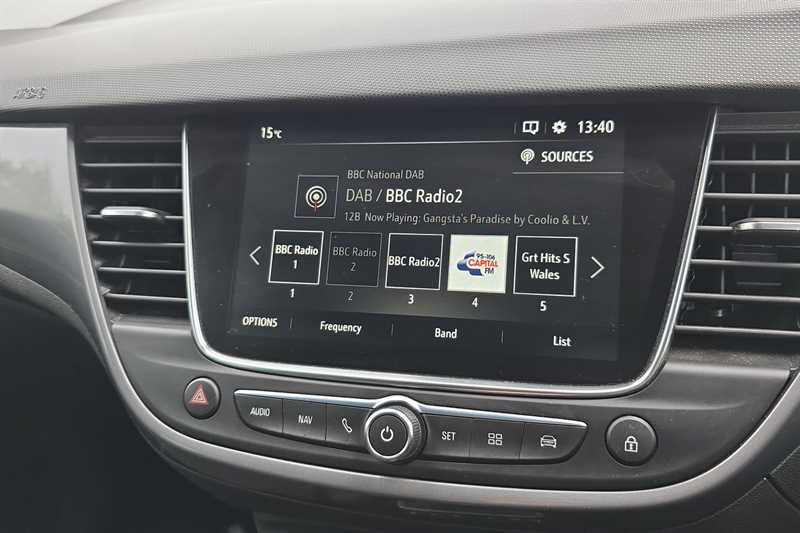 AIRBAG
15°C
13:40
SOURCES
BBC National DAB
DAB / BBC Radio2
12B Now Playing: Gangsta's Paradise by Coolio & L.V.
BBC Radio 1
BBC Radio 2
BBC Radio2
95-106 CAPITAL FM
Grt Hits S Wales
1 2 3 4 5
OPTIONS Frequency Band List
AUDIO NAV SET